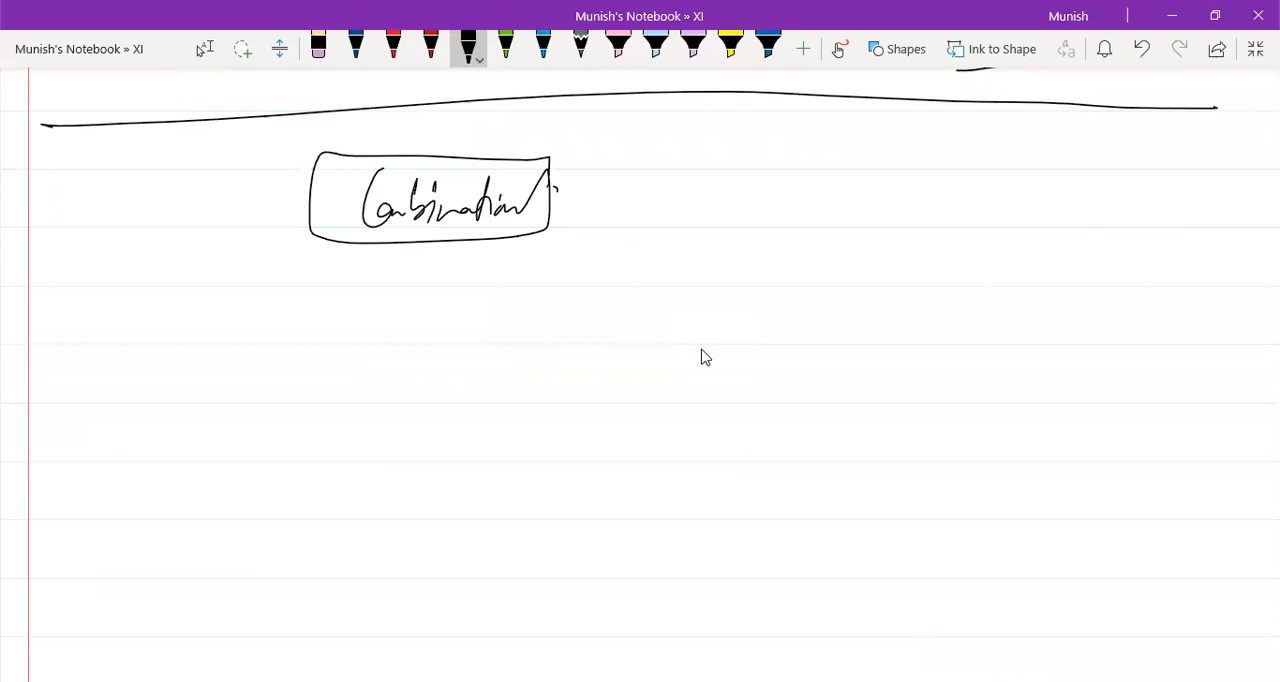 Munish's Notebook » XI
Munish
Munish's Notebook » XI
Shapes
Ink to Shape
Combination